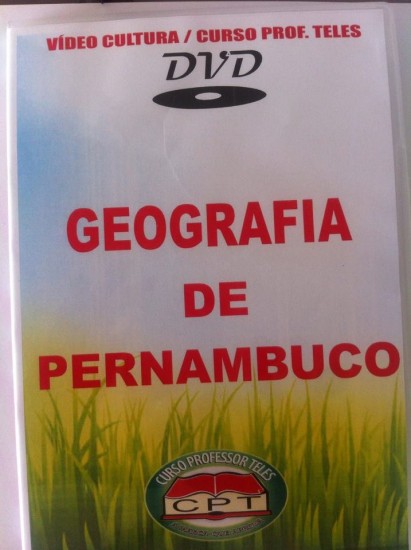 VÍDEO CULTURA / CURSO PROF. TELES
DVD
GEOGRAFIA
DE
PERNAMBUCO
CURSO PROFESSOR TELES
CPT